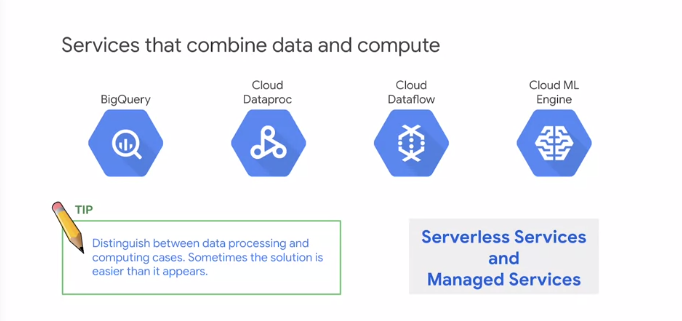 Services that combine data and compute
BigQuery
Cloud
Dataproc
Cloud
Dataflow
Cloud ML
Engine
TIP
Distinguish between data processing and
computing cases. Sometimes the solution is
easier than it appears.
Serverless Services
and
Managed Services